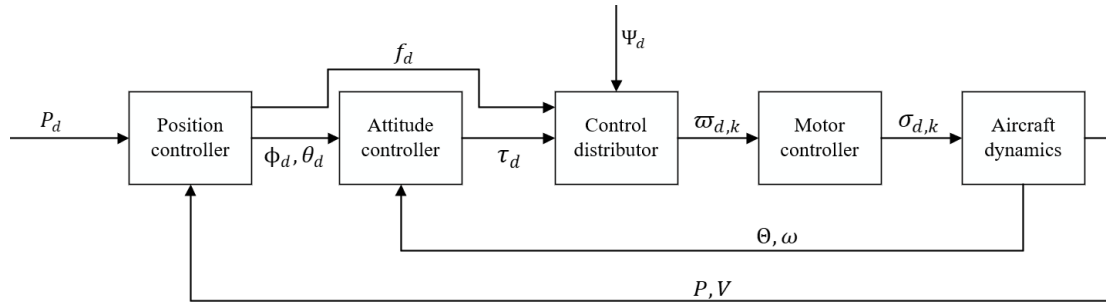 Ψ_d
f_d
P_d
Position
controller
ϕ_d, θ_d
Attitude
controller
τ_d
Control
distributor
ϖ_{d,k}
Motor
controller
σ_{d,k}
Aircraft
dynamics
Θ, ω
P, V